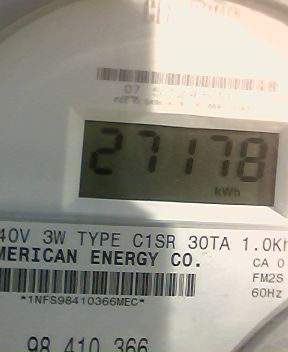 27178
kWh
40V 3W TYPE C1SR 30TA 1.0Kh
MERICAN ENERGY CO.
CA 0
FM2S
*1NFS98410366MEC*
60Hz
98 410 366